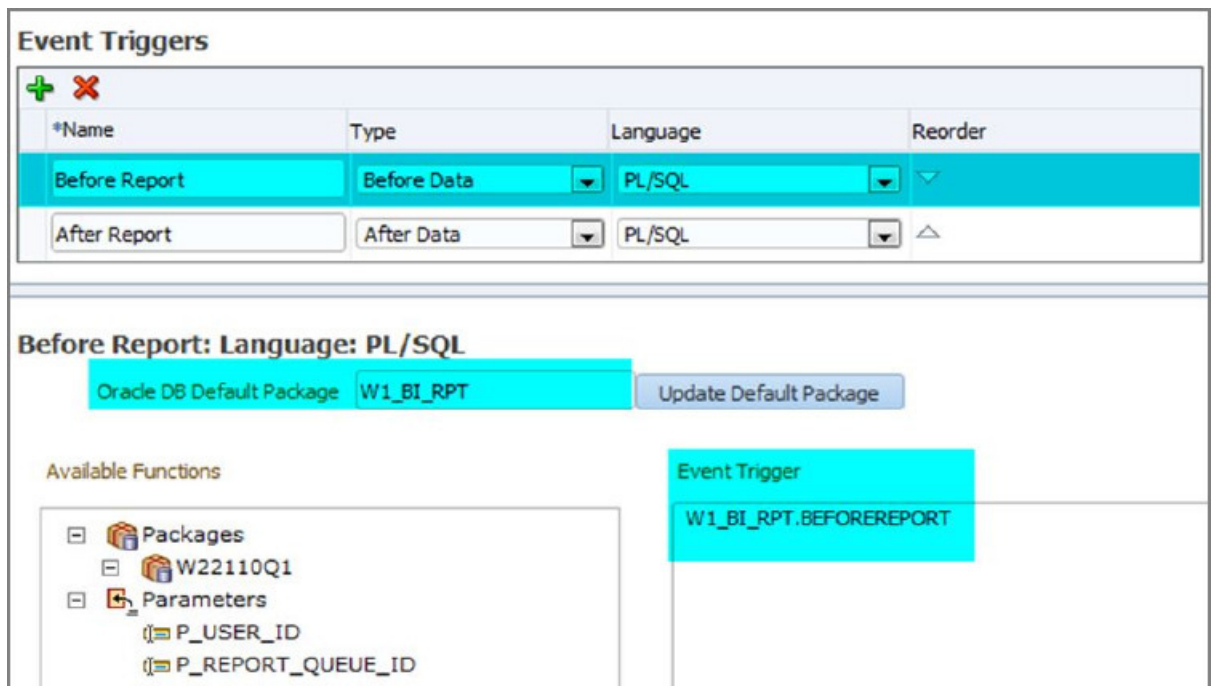 Event Triggers
*Name Type Language Reorder
Before Report Before Data PL/SQL
After Report After Data PL/SQL
Before Report: Language: PL/SQL
Oracle DB Default Package W1_BI_RPT Update Default Package
Available Functions
Packages
W22110Q1
Parameters
P_USER_ID
P_REPORT_QUEUE_ID
Event Trigger
W1_BI_RPT.BEFOREREPORT